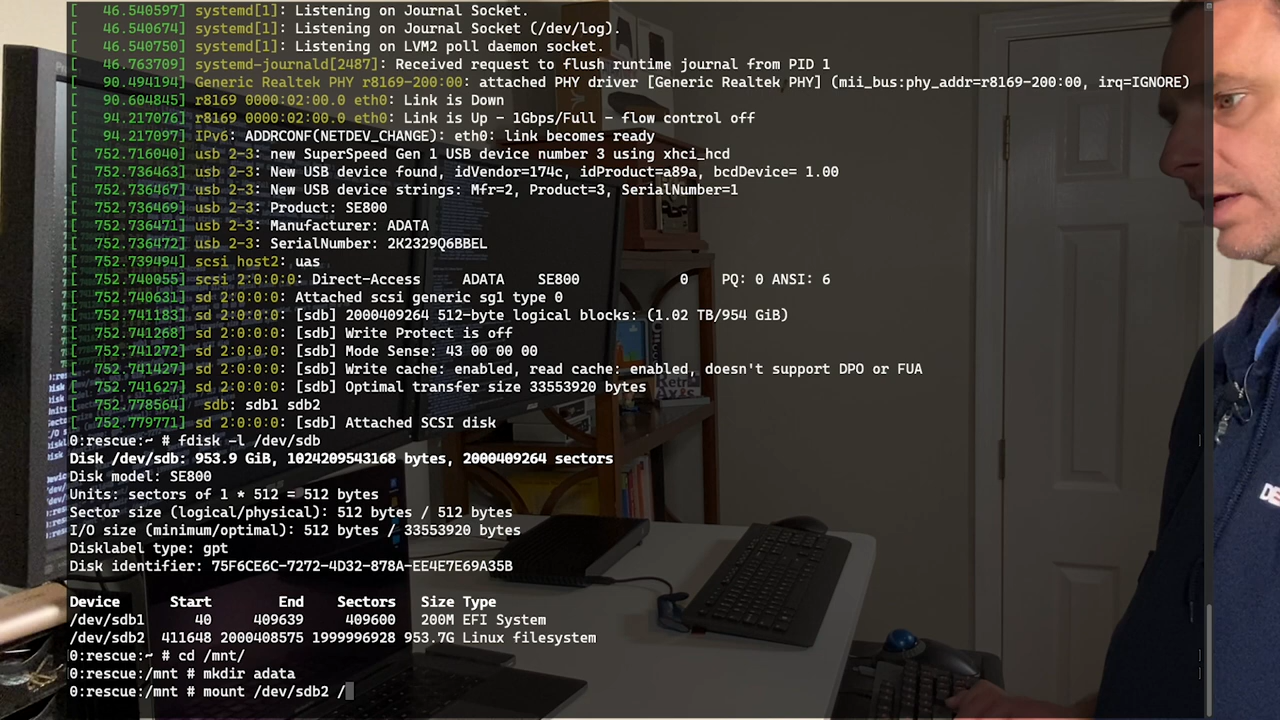 [   46.540597] systemd[1]: Listening on Journal Socket.
[   46.540674] systemd[1]: Listening on Journal Socket (/dev/log).
[   46.540750] systemd[1]: Listening on LVM2 poll daemon socket.
[   46.763709] systemd-journald[2487]: Received request to flush runtime journal from PID 1
[   90.494194] Generic Realtek PHY r8169-200:00: attached PHY driver [Generic Realtek PHY] (mii_bus:phy_addr=r8169-200:00, irq=IGNORE)
[   90.604845] r8169 0000:02:00.0 eth0: Link is Down
[   94.217076] r8169 0000:02:00.0 eth0: Link is Up - 1Gbps/Full - flow control off
[   94.217097] IPv6: ADDRCONF(NETDEV_CHANGE): eth0: link becomes ready
[  752.716040] usb 2-3: new SuperSpeed Gen 1 USB device number 3 using xhci_hcd
[  752.736463] usb 2-3: New USB device found, idVendor=174c, idProduct=a89a, bcdDevice= 1.00
[  752.736467] usb 2-3: New USB device strings: Mfr=2, Product=3, SerialNumber=1
[  752.736469] usb 2-3: Product: SE800
[  752.736471] usb 2-3: Manufacturer: ADATA
[  752.736472] usb 2-3: SerialNumber: 2K2329Q6BBEL
[  752.739494] scsi host2: uas
[  752.740055] scsi 2:0:0:0: Direct-Access     ADATA    SE800            0    PQ: 0 ANSI: 6
[  752.740631] sd 2:0:0:0: Attached scsi generic sg1 type 0
[  752.741183] sd 2:0:0:0: [sdb] 2000409264 512-byte logical blocks: (1.02 TB/954 GiB)
[  752.741268] sd 2:0:0:0: [sdb] Write Protect is off
[  752.741272] sd 2:0:0:0: [sdb] Mode Sense: 43 00 00 00
[  752.741427] sd 2:0:0:0: [sdb] Write cache: enabled, read cache: enabled, doesn't support DPO or FUA
[  752.741627] sd 2:0:0:0: [sdb] Optimal transfer size 33553920 bytes
[  752.778564]  sdb: sdb1 sdb2
[  752.779771] sd 2:0:0:0: [sdb] Attached SCSI disk
0:rescue:~ # fdisk -l /dev/sdb
Disk /dev/sdb: 953.9 GiB, 1024209543168 bytes, 2000409264 sectors
Disk model: SE800
Units: sectors of 1 * 512 = 512 bytes
Sector size (logical/physical): 512 bytes / 512 bytes
I/O size (minimum/optimal): 512 bytes / 33553920 bytes
Disklabel type: gpt
Disk identifier: 75F6CE6C-7272-4D32-878A-EE4E7E69A35B
Device      Start        End    Sectors   Size Type
/dev/sdb1      40     409639     409600   200M EFI System
/dev/sdb2  411648 2000408575 1999996928 953.7G Linux filesystem
0:rescue:~ # cd /mnt/
0:rescue:/mnt # mkdir adata
0:rescue:/mnt # mount /dev/sdb2 /